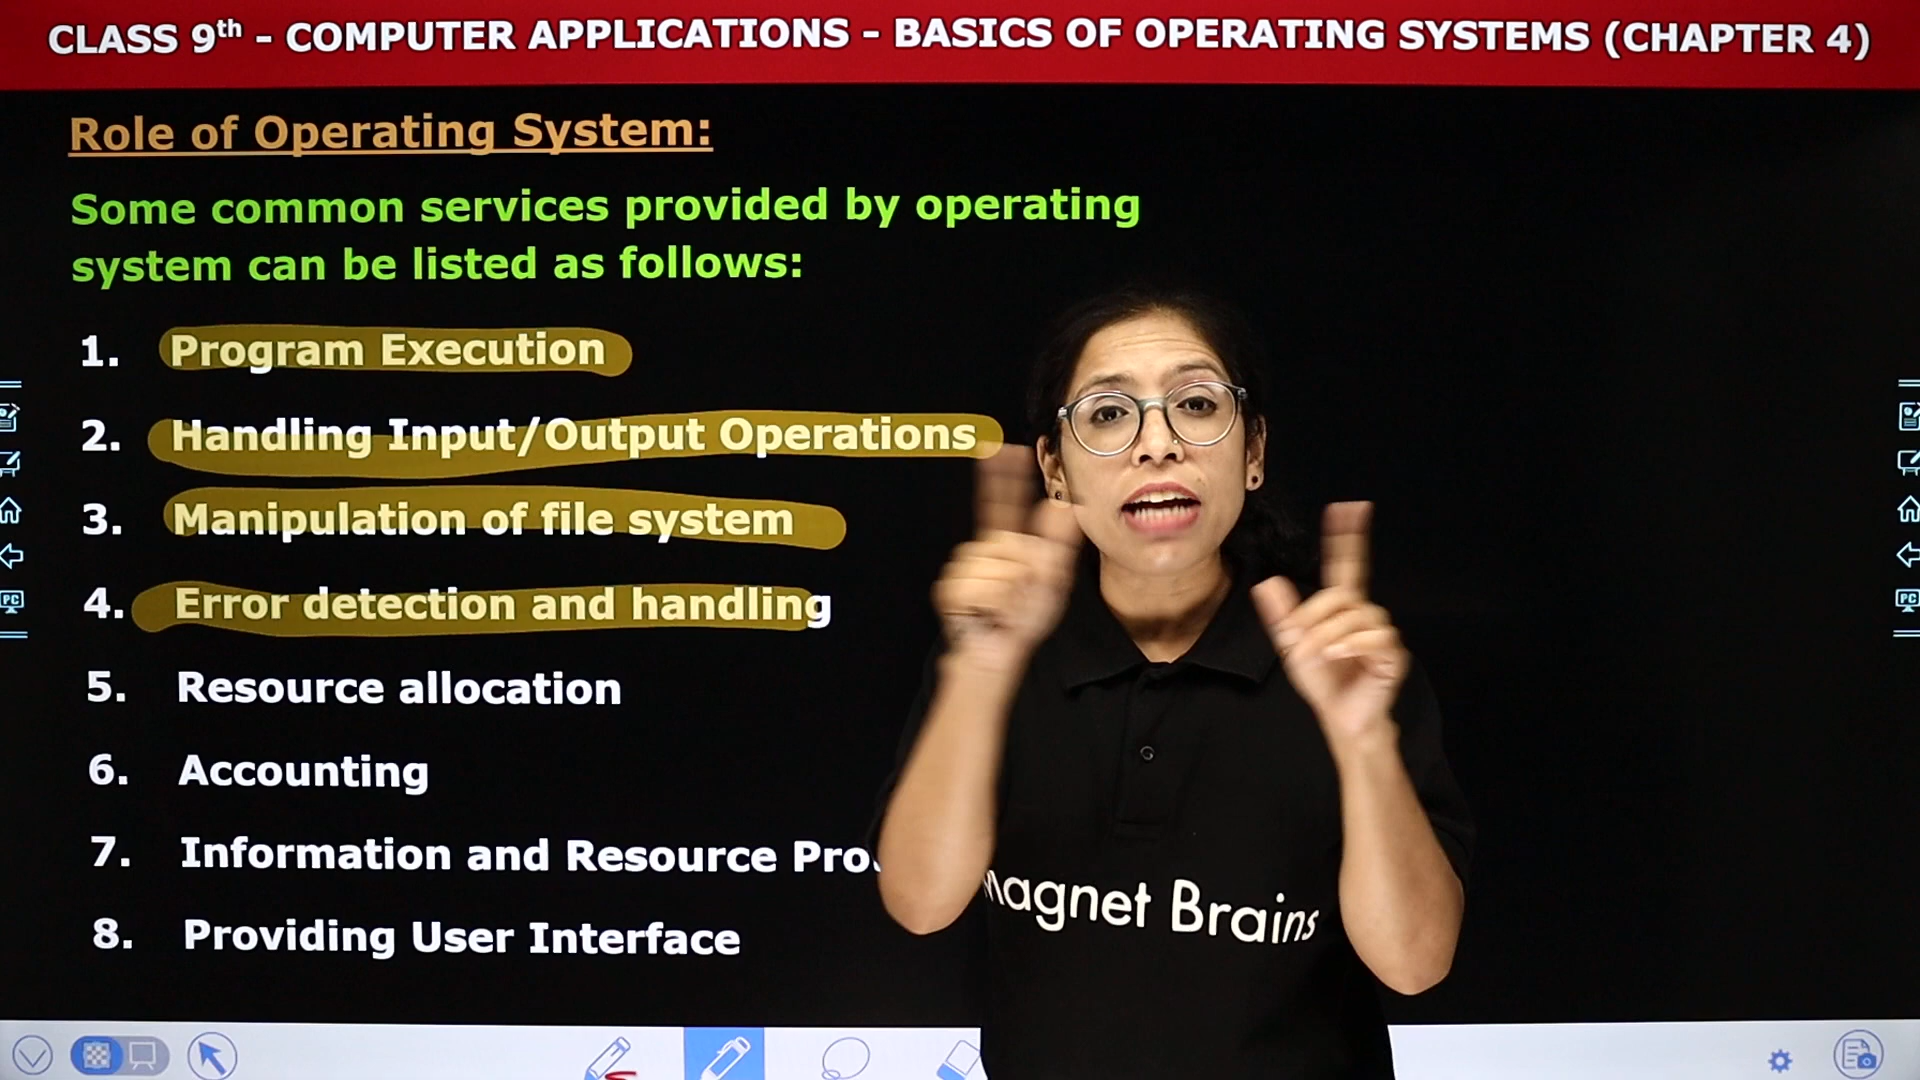 CLASS 9th - COMPUTER APPLICATIONS - BASICS OF OPERATING SYSTEMS (CHAPTER 4)
Role of Operating System:
Some common services provided by operating
system can be listed as follows:
1. Program Execution
2. Handling Input/Output Operations
3. Manipulation of file system
4. Error detection and handling
5. Resource allocation
6. Accounting
7. Information and Resource
8. Providing User Interface
Magnet Brains
PC
PC